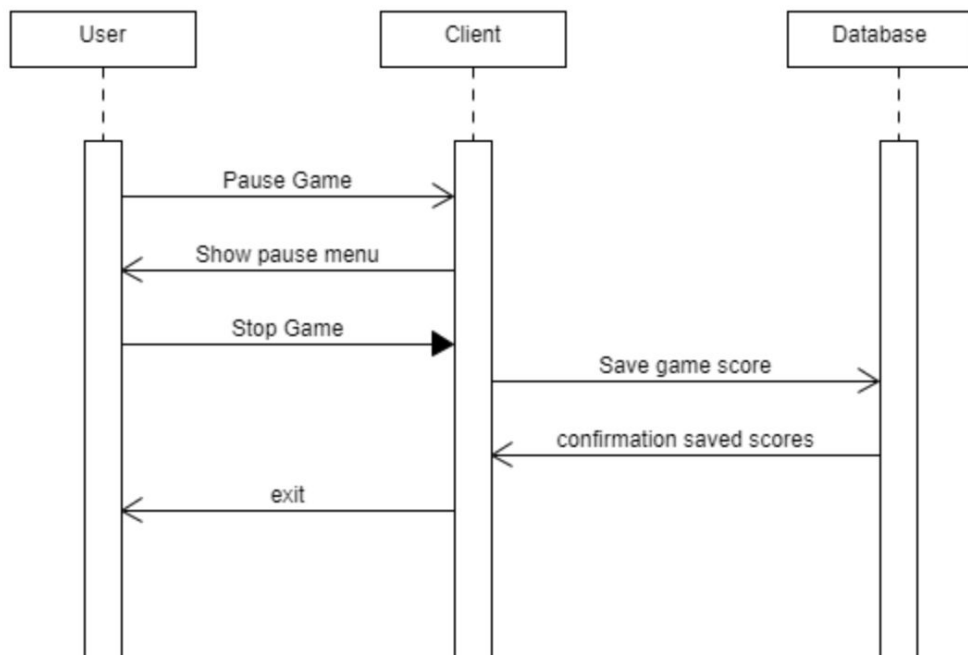 User
Client
Database
Pause Game
Show pause menu
Stop Game
Save game score
confirmation saved scores
exit